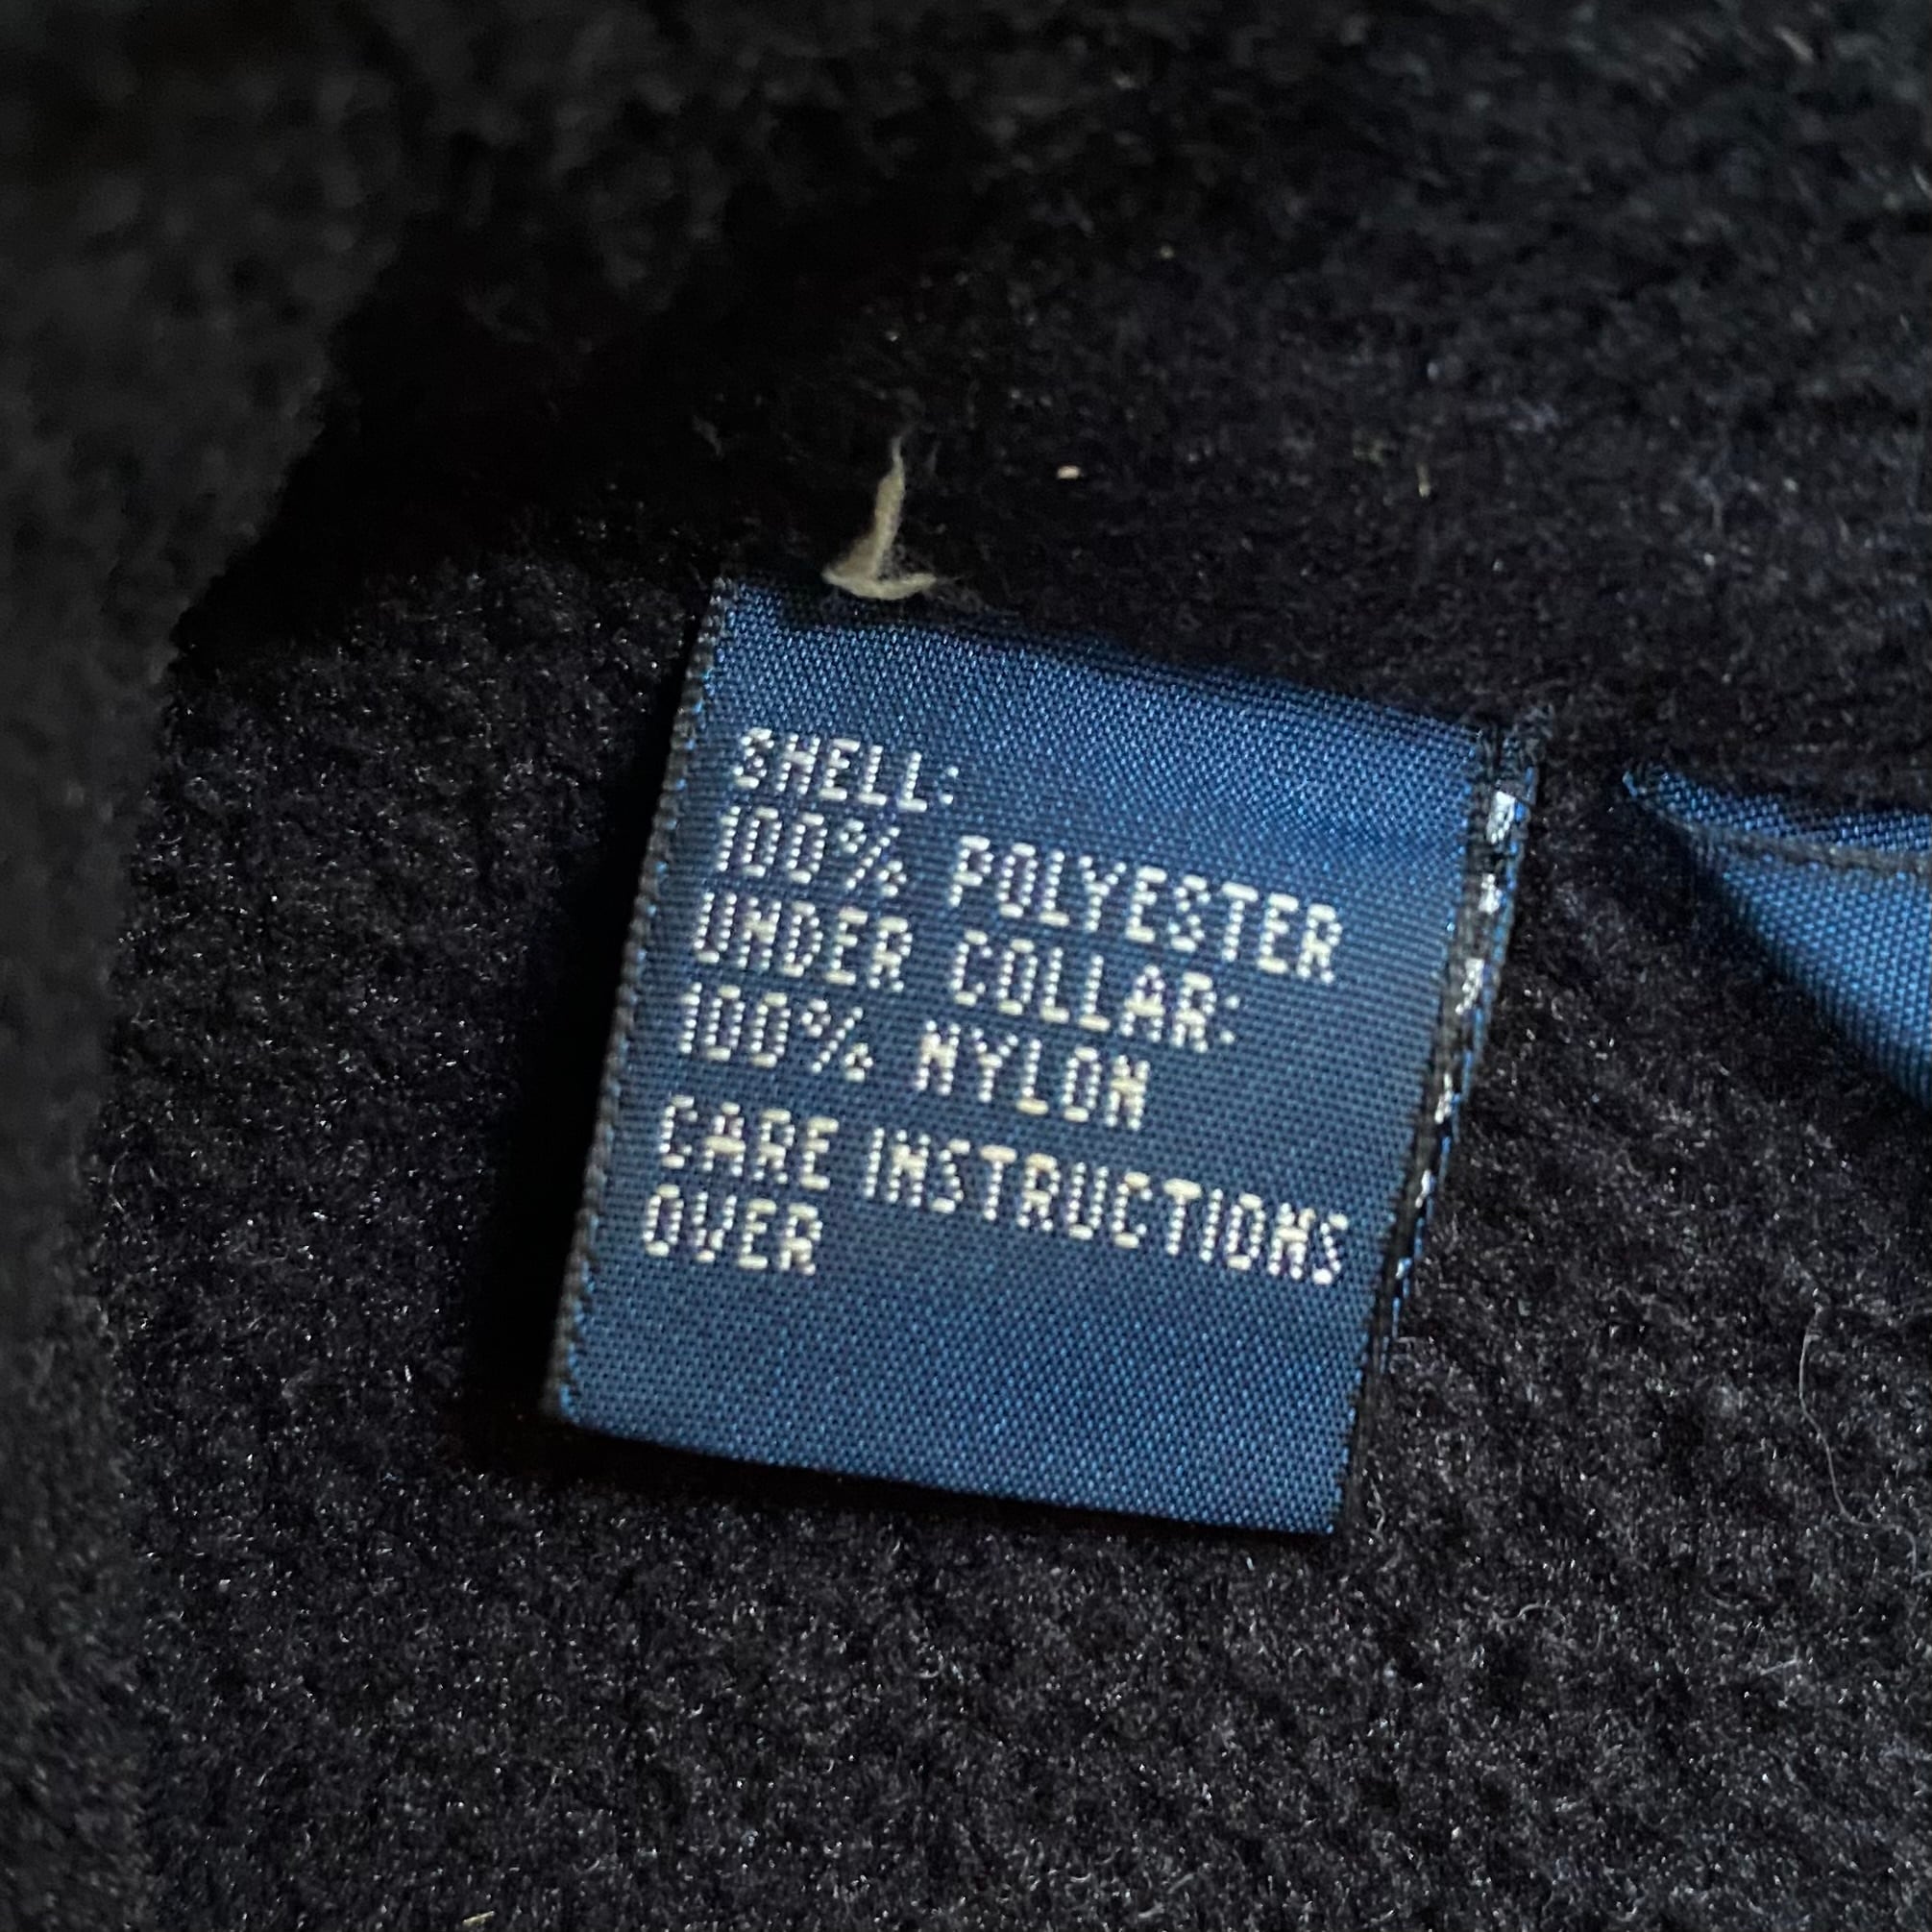 SHELL:
100% POLYESTER
UNDER COLLAR:
100% NYLON
CARE INSTRUCTIONS
OVER